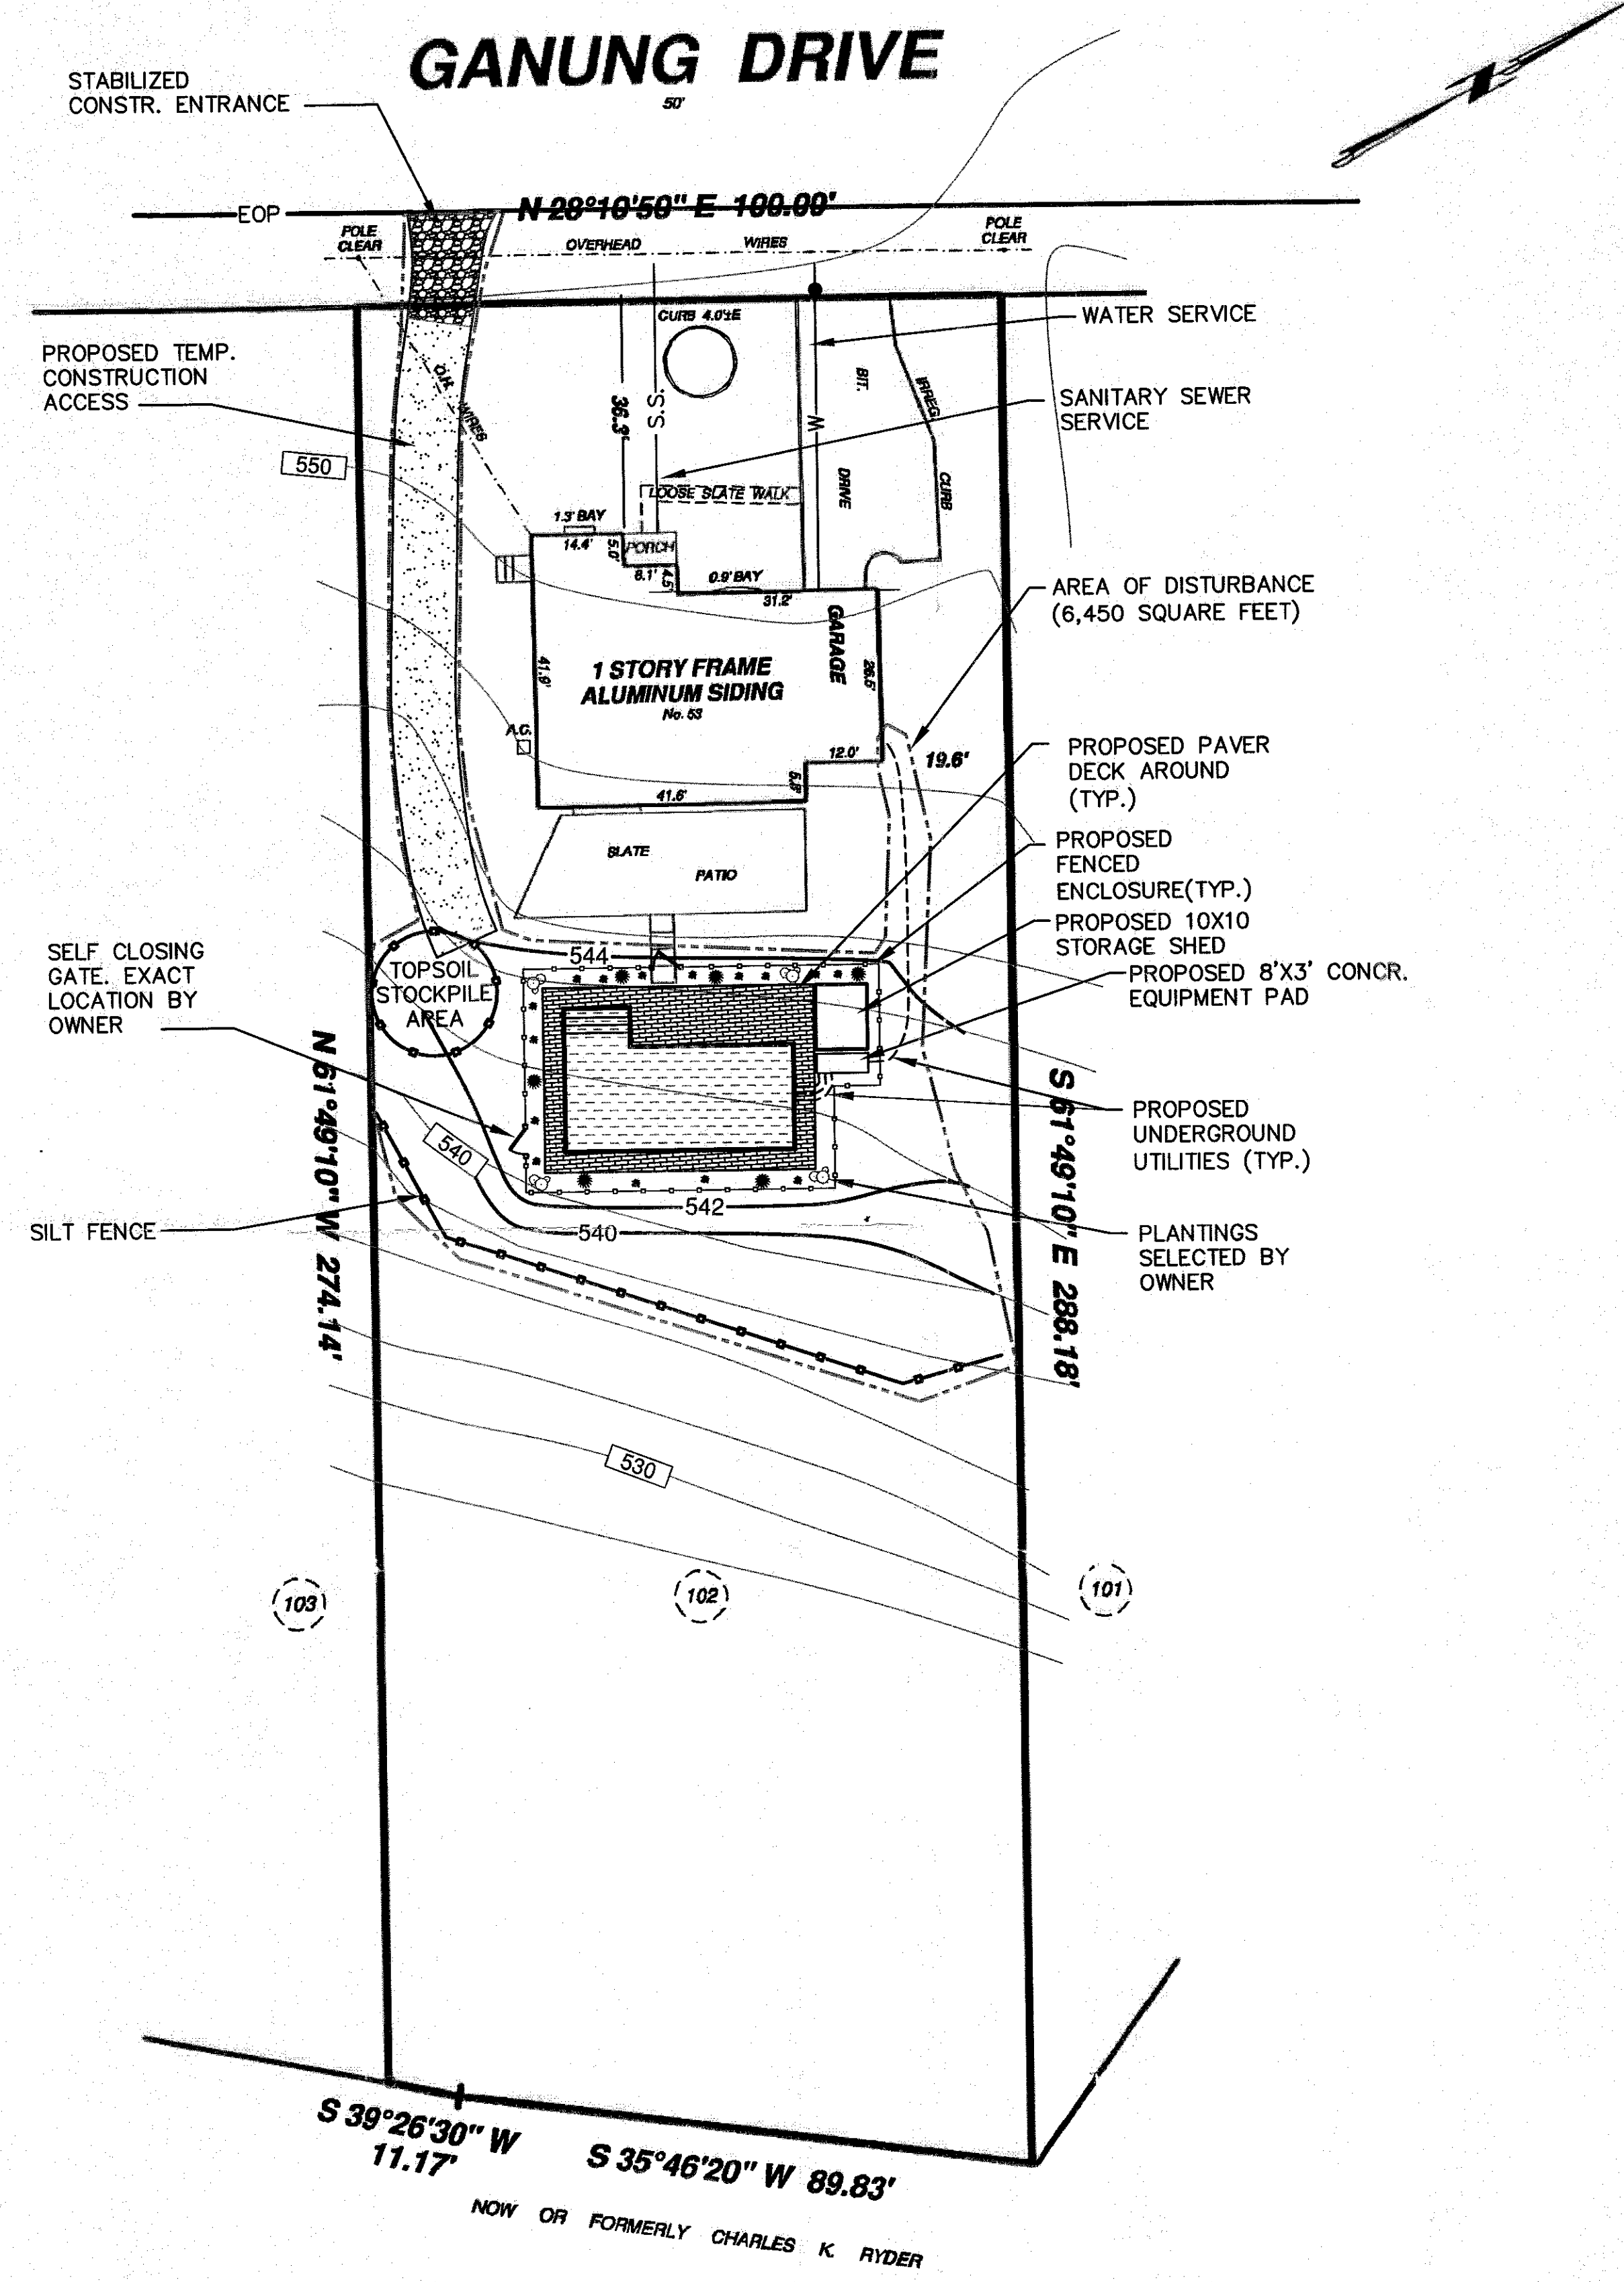 GANUNG DRIVE
50'
STABILIZED
CONSTR. ENTRANCE
EOP
N 28°10'50" E 100.00'
POLE
CLEAR
OVERHEAD WIRES
POLE
CLEAR
CURB 4.0'±E
WATER SERVICE
PROPOSED TEMP.
CONSTRUCTION
ACCESS
O.H. WIRES
36.3'
S.S.
W
BIT.
DRIVE
IRREG
CURB
SANITARY SEWER
SERVICE
550
LOOSE SLATE WALK
1.3' BAY
14.4'
5.0'
PORCH
8.1'
4.5'
0.9' BAY
31.2'
AREA OF DISTURBANCE
(6,450 SQUARE FEET)
GARAGE
26.5'
41.9'
1 STORY FRAME
ALUMINUM SIDING
No. 53
A.C.
12.0'
19.6'
41.6'
PROPOSED PAVER
DECK AROUND
(TYP.)
SLATE
PATIO
PROPOSED
FENCED
ENCLOSURE(TYP.)
PROPOSED 10X10
STORAGE SHED
PROPOSED 8'X3' CONCR.
EQUIPMENT PAD
SELF CLOSING
GATE. EXACT
LOCATION BY
OWNER
544
TOPSOIL
STOCKPILE
AREA
N 61°49'10" W 274.14'
S 61°49'10" E 288.18'
PROPOSED
UNDERGROUND
UTILITIES (TYP.)
540
542
540
SILT FENCE
PLANTINGS
SELECTED BY
OWNER
530
103
102
101
S 39°26'30" W
11.17'
S 35°46'20" W 89.83'
NOW OR FORMERLY CHARLES K. RYDER